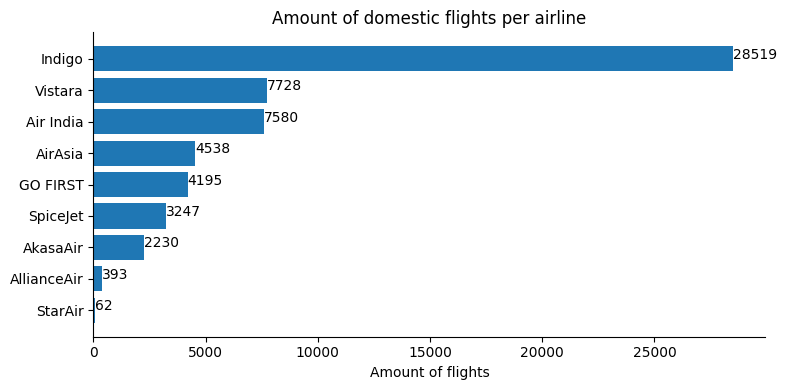 Amount of domestic flights per airline
Indigo 28519
Vistara 7728
Air India 7580
AirAsia 4538
GO FIRST 4195
SpiceJet 3247
AkasaAir 2230
AllianceAir 393
StarAir 62
0 5000 10000 15000 20000 25000
Amount of flights